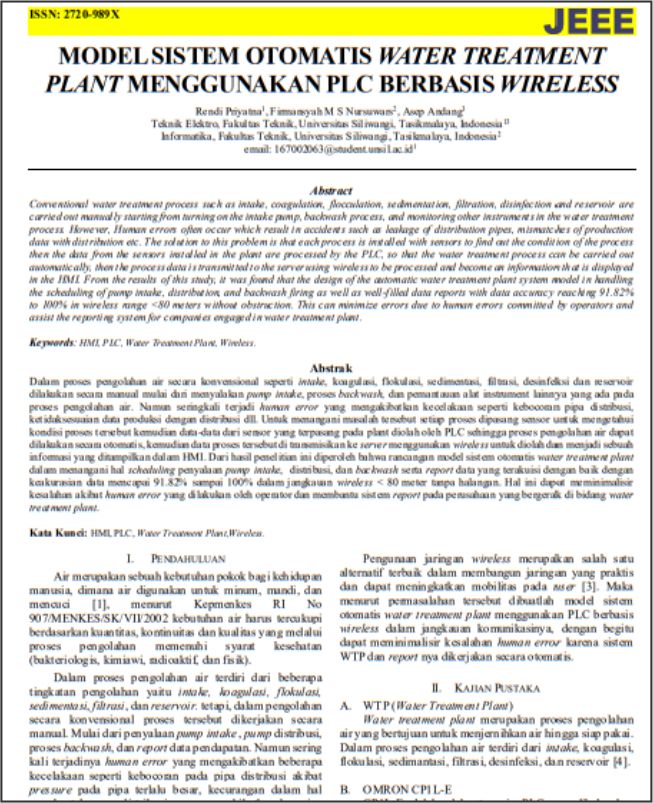 ISSN: 2720-989X
JEEE
MODEL SISTEM OTOMATIS WATER TREATMENT
PLANT MENGGUNAKAN PLC BERBASIS WIRELESS
Rendi Priyatna1, Firmansyah M S Nursuwars2, Asep Andang3
Teknik Elektro, Fakultas Teknik, Universitas Siliwangi, Tasikmalaya, Indonesia13
Informatika, Fakultas Teknik, Universitas Siliwangi, Tasikmalaya, Indonesia2
email: 167002063@student.unsil.ac.id1
Abstract
Conventional water treatment process such as intake, coagulation, flocculation, sedimentation, filtration, disinfection and reservoir are
carried out manually starting from turning on the intake pump, backwash process, and monitoring other instruments in the water treatment
process. However, Human errors often occur which result in accidents such as leakage of distribution pipes, mismatches of production
data with distribution etc. The solution to this problem is that each process is installed with sensors to find out the condition of the process
then the data from the sensors installed in the plant are processed by the PLC, so that the water treatment process can be carried out
automatically, then the process data is transmitted to the server using wireless to be processed and become an information that is displayed
in the HMI. From the results of this study, it was found that the design of the automatic water treatment plant system model in handling
the scheduling of pump intake, distribution, and backwash firing as well as well-filled data reports with data accuracy reaching 91.82%
to 100% in wireless range <80 meters without obstruction. This can minimize errors due to human errors committed by operators and
assist the reporting system for companies engaged in water treatment plant.
Keywords: HMI, PLC, Water Treatment Plant, Wireless.
Abstrak
Dalam proses pengolahan air secara konvensional seperti intake, koagulasi, flokulasi, sedimentasi, filtrasi, desinfeksi dan reservoir
dilakukan secara manual mulai dari menyalakan pump intake, proses backwash, dan pemantauan alat instrument lainnya yang ada pada
proses pengolahan air. Namun seringkali terjadi human error yang mengakibatkan kecelakaan seperti kebocoran pipa distribusi,
ketidaksesuaian data produksi dengan distribusi dll. Untuk menangani masalah tersebut setiap proses dipasang sensor untuk mengetahui
kondisi proses tersebut kemudian data-data dari sensor yang terpasang pada plant diolah oleh PLC sehingga proses pengolahan air dapat
dilakukan secara otomatis, kemudian data proses tersebut di transmisikan ke server menggunakan wireless untuk diolah dan menjadi sebuah
informasi yang ditampilkan dalam HMI. Dari hasil penelitian ini diperoleh bahwa rancangan model sistem otomatis water treatment plant
dalam menangani hal scheduling penyalaan pump intake, distribusi, dan backwash serta report data yang terakuisi dengan baik dengan
keakurasian data mencapai 91.82% sampai 100% dalam jangkauan wireless < 80 meter tanpa halangan. Hal ini dapat meminimalisir
kesalahan akibat human error yang dilakukan oleh operator dan membantu sistem report pada perusahaan yang bergerak di bidang water
treatment plant.
Kata Kunci: HMI, PLC, Water Treatment Plant,Wireless.
I. PENDAHULUAN
Air merupakan sebuah kebutuhan pokok bagi kehidupan
manusia, dimana air digunakan untuk minum, mandi, dan
mencuci [1], menurut Kepmenkes RI No
907/MENKES/SK/VII/2002 kebutuhan air harus tercukupi
berdasarkan kuantitas, kontinuitas dan kualitas yang melalui
proses pengolahan memenuhi syarat kesehatan
(bakteriologis, kimiawi, radioaktif, dan fisik).
Dalam proses pengolahan air terdiri dari beberapa
tingkatan pengolahan yaitu intake, koagulasi, flokulasi,
sedimentasi, filtrasi, dan reservoir. tetapi, dalam pengolahan
secara konvensional proses tersebut dikerjakan secara
manual. Mulai dari penyalaan pump intake , pump distribusi,
proses backwash, dan report data pendapatan. Namun sering
kali terjadinya human error yang mengakibatkan beberapa
kecelakaan seperti kebocoran pada pipa distribusi akibat
pressure pada pipa terlalu besar, kecurangan dalam hal
Pengunaan jaringan wireless merupakan salah satu
alternatif terbaik dalam membangun jaringan yang praktis
dan dapat meningkatkan mobilitas pada user [3]. Maka
menurut permasalahan tersebut dibuatlah model sistem
otomatis water treatment plant menggunakan PLC berbasis
wireless dalam jangkauan komunikasinya, dengan begitu
dapat meminimalisir kesalahan human error karena sistem
WTP dan report nya dikerjakan secara otomatis.
II. KAJIAN PUSTAKA
A. WTP (Water Treatment Plant)
Water treatment plant merupakan proses pengolahan
air yang bertujuan untuk menjernihkan air hingga siap pakai.
Dalam proses pengolahan air terdiri dari intake, koagulasi,
flokulasi, sedimantasi, filtrasi, desinfeksi, dan reservoir [4].
B. OMRON CP1L-E